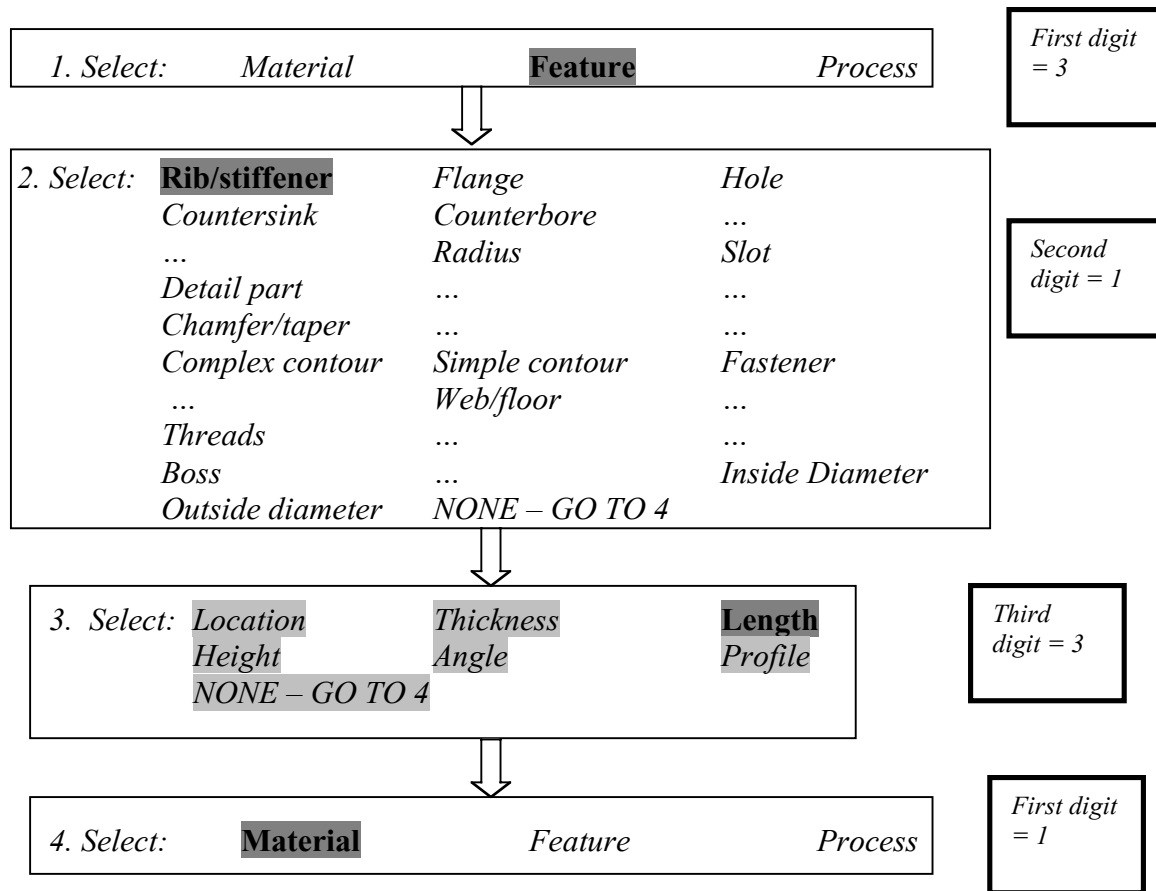 First digit
= 3
1. Select: Material Feature Process
2. Select: Rib/stiffener Flange Hole
Countersink Counterbore …
… Radius Slot
Detail part … …
Chamfer/taper … …
Complex contour Simple contour Fastener
… Web/floor …
Threads … …
Boss … Inside Diameter
Outside diameter NONE – GO TO 4
Second
digit = 1
3. Select: Location Thickness Length
Height Angle Profile
NONE – GO TO 4
Third
digit = 3
4. Select: Material Feature Process
First digit
= 1